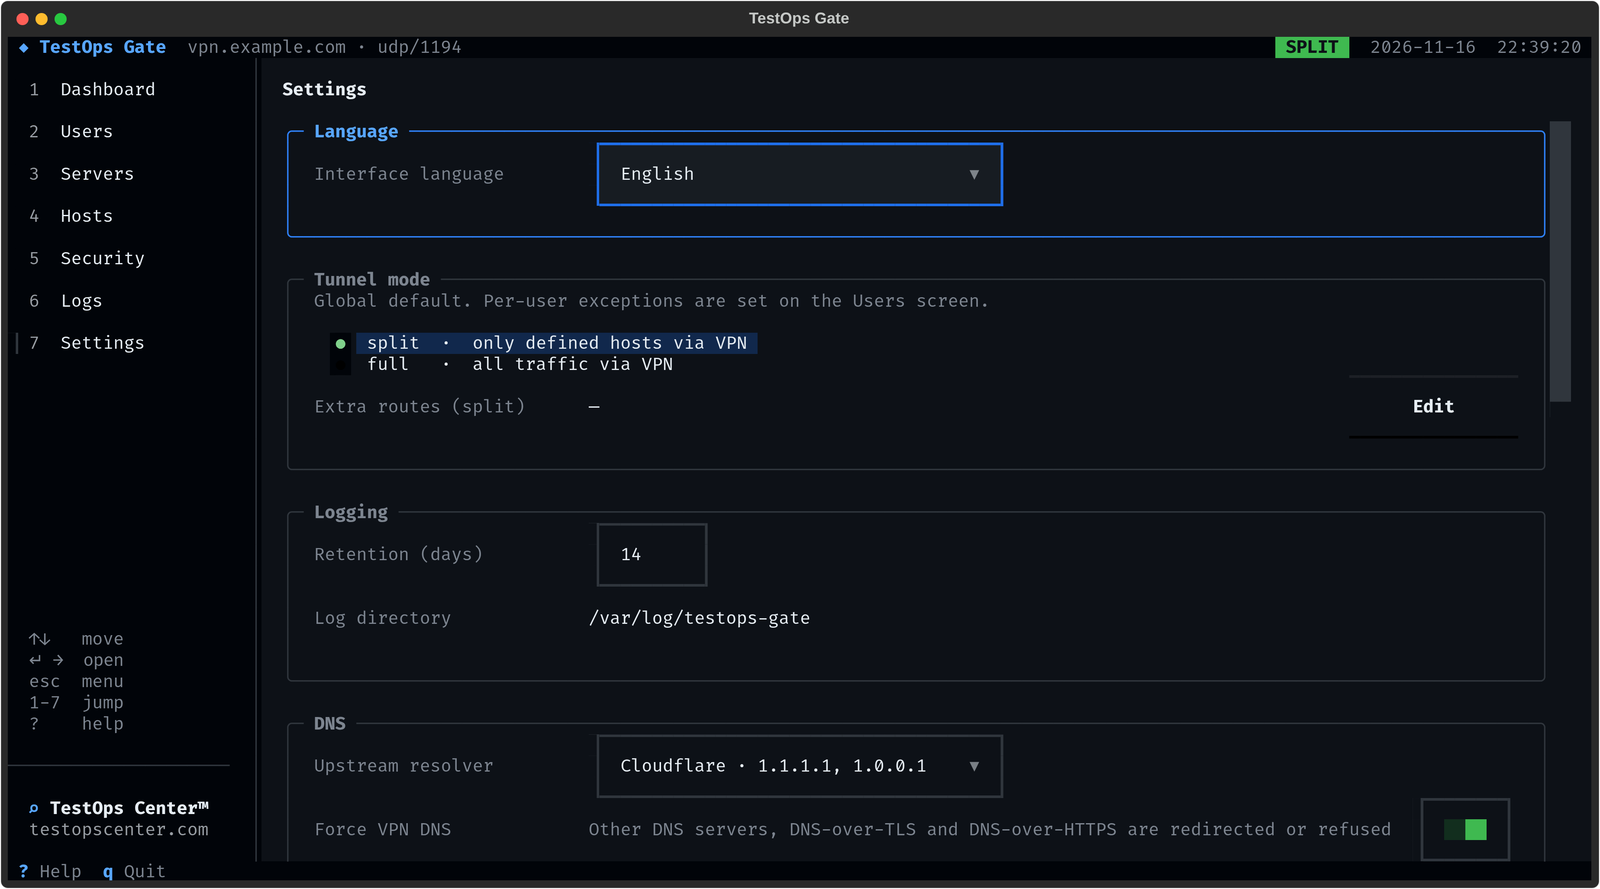 TestOps Gate
◆ TestOps Gate vpn.example.com · udp/1194 SPLIT 2026-11-16 22:39:20
1 Dashboard
2 Users
3 Servers
4 Hosts
5 Security
6 Logs
7 Settings
↑↓ move
↵ → open
esc menu
1-7 jump
? help
TestOps Center™
testopscenter.com
Settings
Language
Interface language English ▼
Tunnel mode
Global default. Per-user exceptions are set on the Users screen.
● split · only defined hosts via VPN
full · all traffic via VPN
Extra routes (split) — Edit
Logging
Retention (days) 14
Log directory /var/log/testops-gate
DNS
Upstream resolver Cloudflare · 1.1.1.1, 1.0.0.1 ▼
Force VPN DNS Other DNS servers, DNS-over-TLS and DNS-over-HTTPS are redirected or refused
? Help q Quit